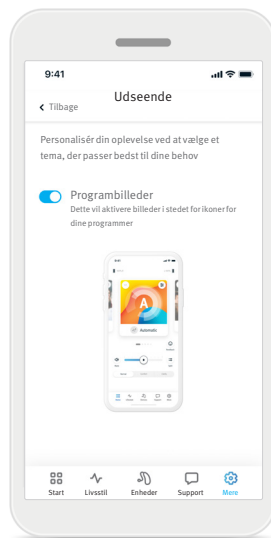 9:41
Udseende
Tilbage
Personalisér din oplevelse ved at vælge et
tema, der passer bedst til dine behov
Programbilleder
Dette vil aktivere billeder i stedet for ikoner for
dine programmer
A
Automatic
Start Livsstil Enheder Support Mere